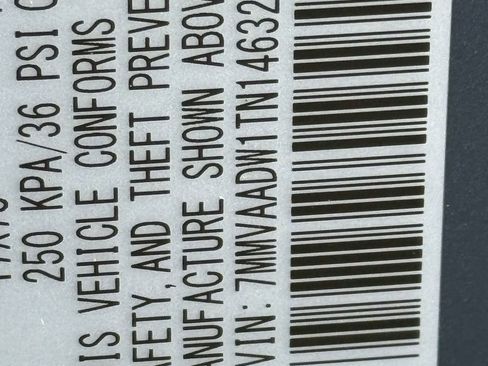 250 KPA/36 PSI
IS VEHICLE CONFORMS
AFETY, AND THEFT PREVE
ANUFACTURE SHOWN ABOV
VIN: 7MMVAADW1TN14632